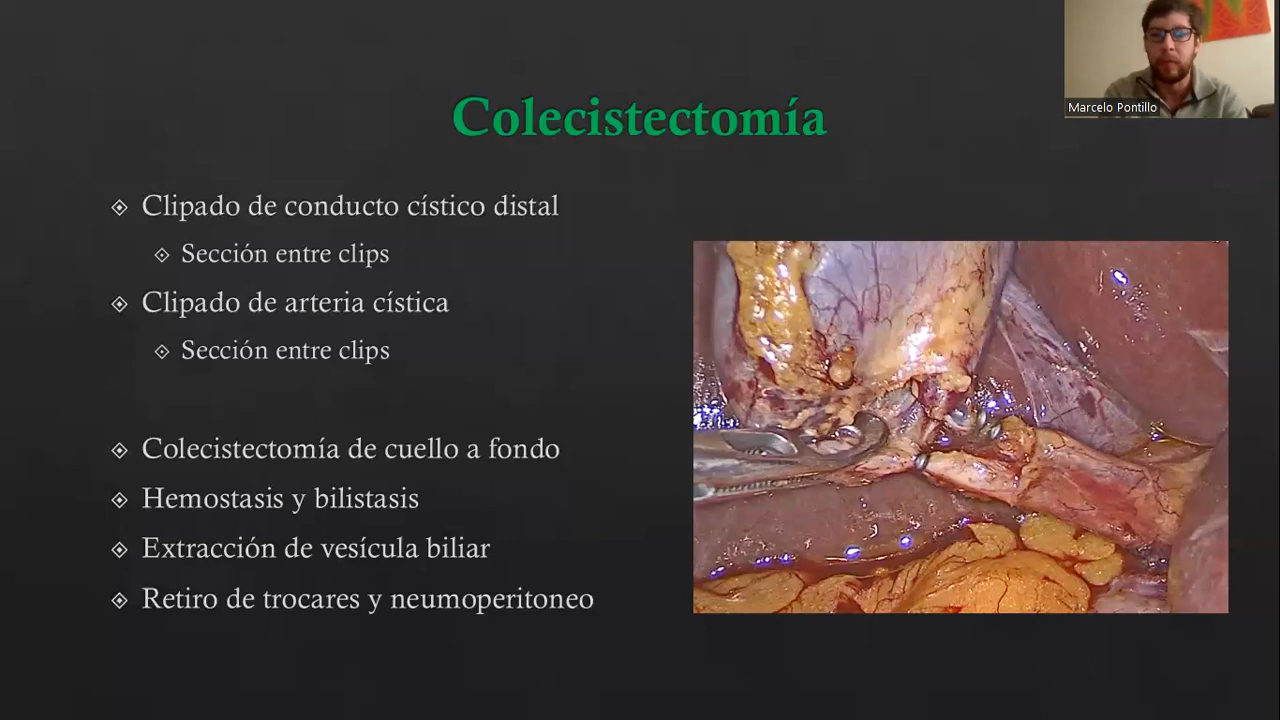 Colecistectomía
Marcelo Pontillo
Clipado de conducto cístico distal
Sección entre clips
Clipado de arteria cística
Sección entre clips
Colecistectomía de cuello a fondo
Hemostasis y bilistasis
Extracción de vesícula biliar
Retiro de trocares y neumoperitoneo